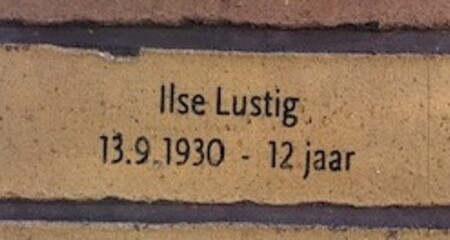 Ilse Lustig
13.9.1930 - 12 jaar